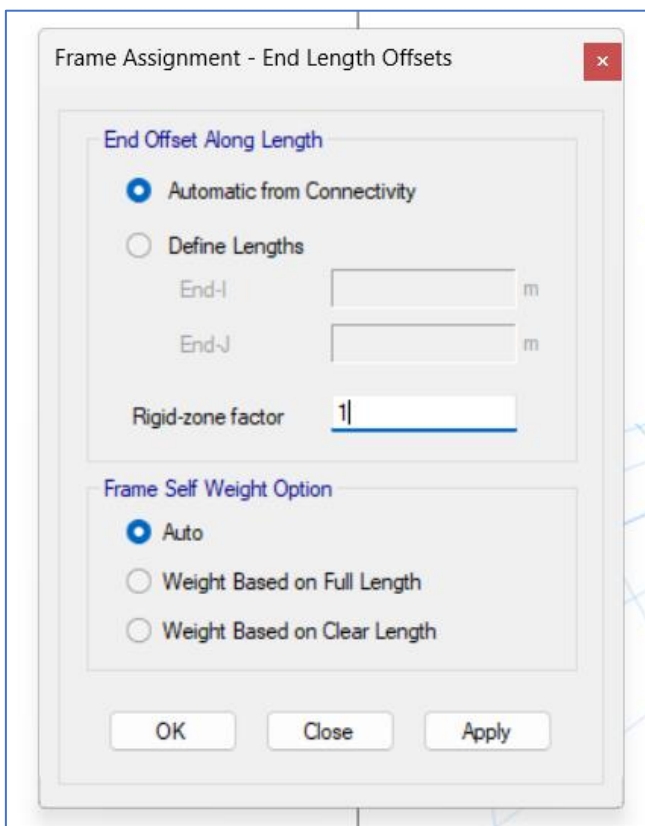 Frame Assignment - End Length Offsets
End Offset Along Length
Automatic from Connectivity
Define Lengths
End-I m
End-J m
Rigid-zone factor 1
Frame Self Weight Option
Auto
Weight Based on Full Length
Weight Based on Clear Length
OK Close Apply